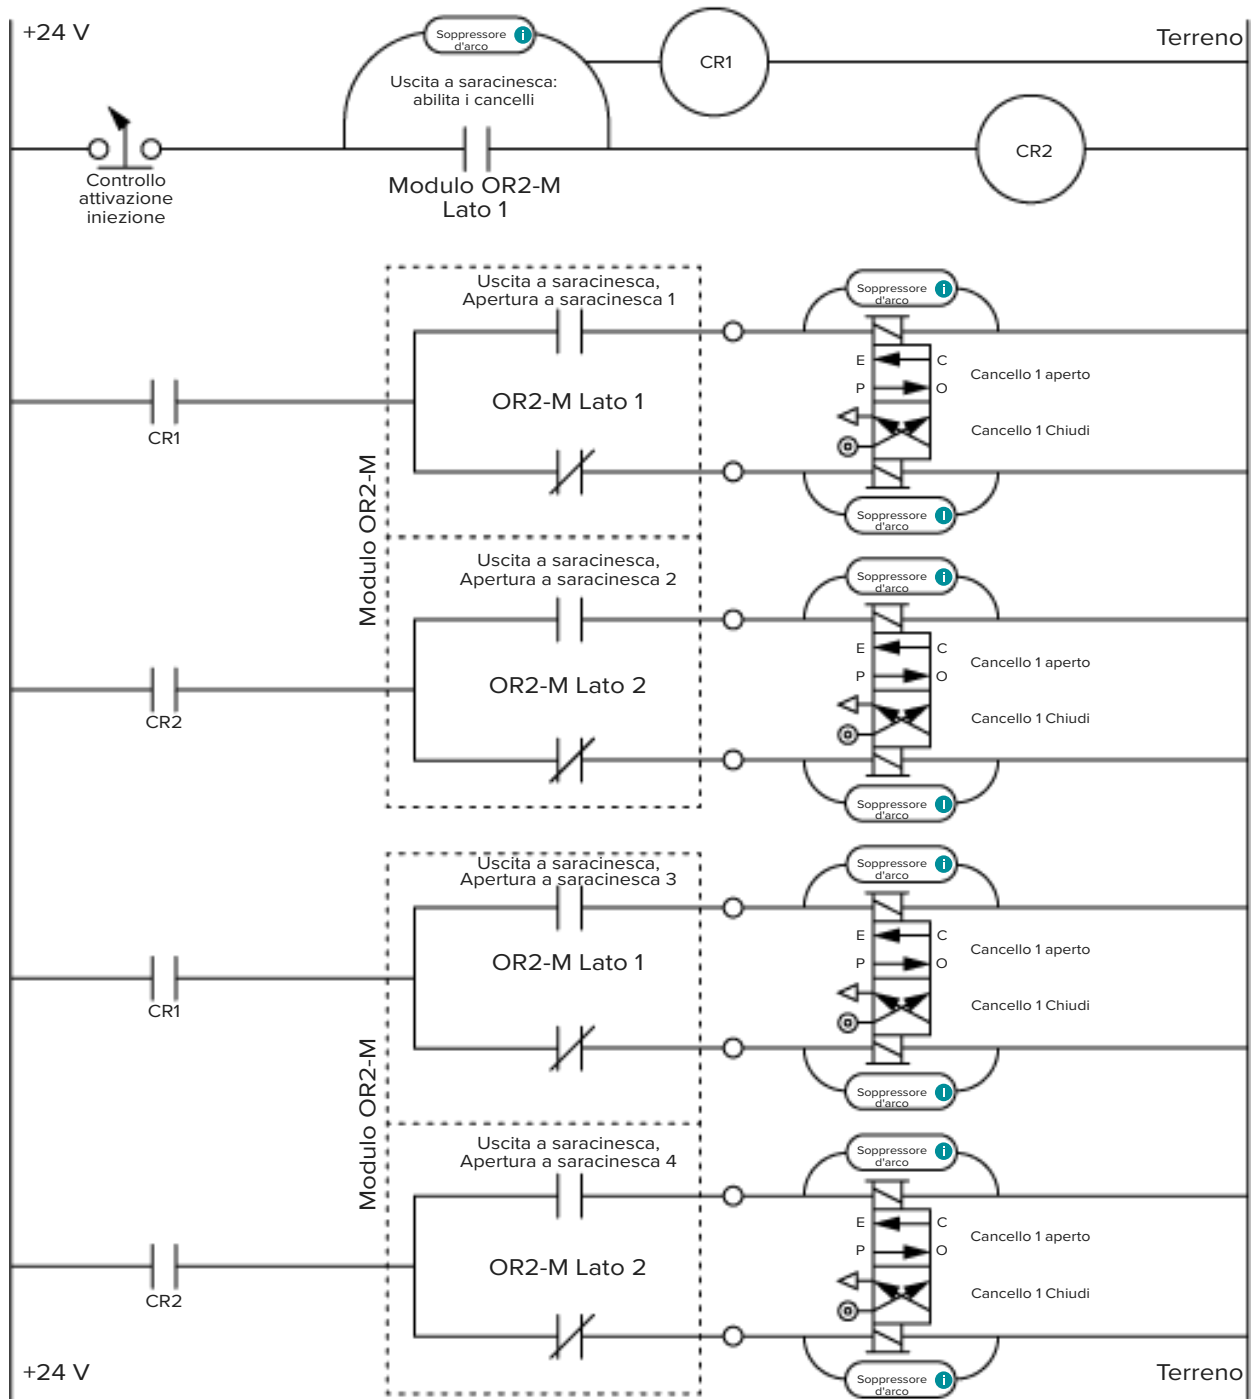 +24 V
Terreno
Soppressore i
d'arco
CR1
Uscita a saracinesca:
abilita i cancelli
CR2
Controllo
attivazione
iniezione
Modulo OR2-M
Lato 1
Modulo OR2-M
Uscita a saracinesca,
Apertura a saracinesca 1
Soppressore i
d'arco
E C
P O
Cancello 1 aperto
OR2-M Lato 1
Cancello 1 Chiudi
CR1
Soppressore I
d'arco
Uscita a saracinesca,
Apertura a saracinesca 2
Soppressore i
d'arco
E C
P O
Cancello 1 aperto
OR2-M Lato 2
Cancello 1 Chiudi
CR2
Soppressore I
d'arco
Modulo OR2-M
Uscita a saracinesca,
Apertura a saracinesca 3
Soppressore i
d'arco
E C
P O
Cancello 1 aperto
OR2-M Lato 1
Cancello 1 Chiudi
CR1
Soppressore I
d'arco
Uscita a saracinesca,
Apertura a saracinesca 4
Soppressore i
d'arco
E C
P O
Cancello 1 aperto
OR2-M Lato 2
Cancello 1 Chiudi
CR2
Soppressore I
d'arco
+24 V
Terreno